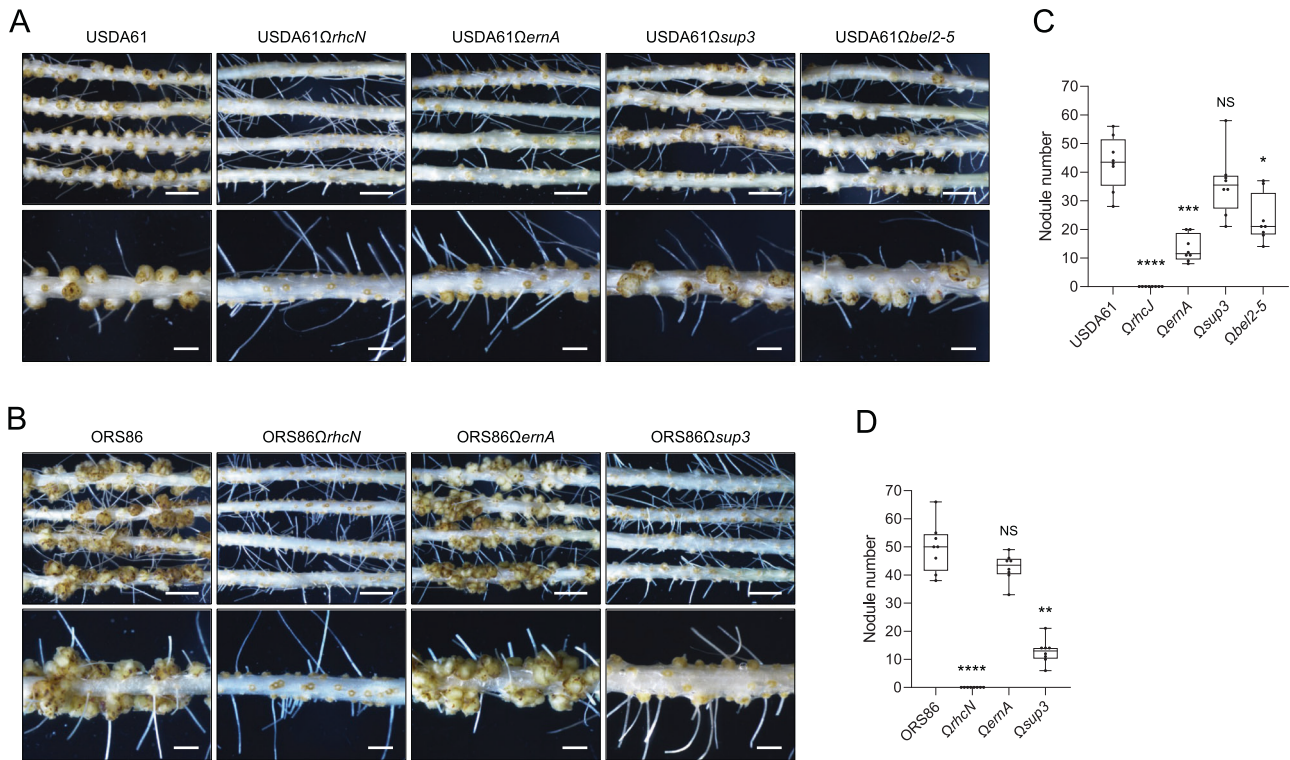 A
USDA61
USDA61ΩrhcN
USDA61ΩernA
USDA61Ωsup3
USDA61Ωbel2-5
B
ORS86
ORS86ΩrhcN
ORS86ΩernA
ORS86Ωsup3
C
Nodule number
70
60
50
40
30
20
10
0
****
***
NS
*
USDA61
ΩrhcJ
ΩernA
Ωsup3
Ωbel2-5
D
Nodule number
70
60
50
40
30
20
10
0
****
NS
**
ORS86
ΩrhcN
ΩernA
Ωsup3